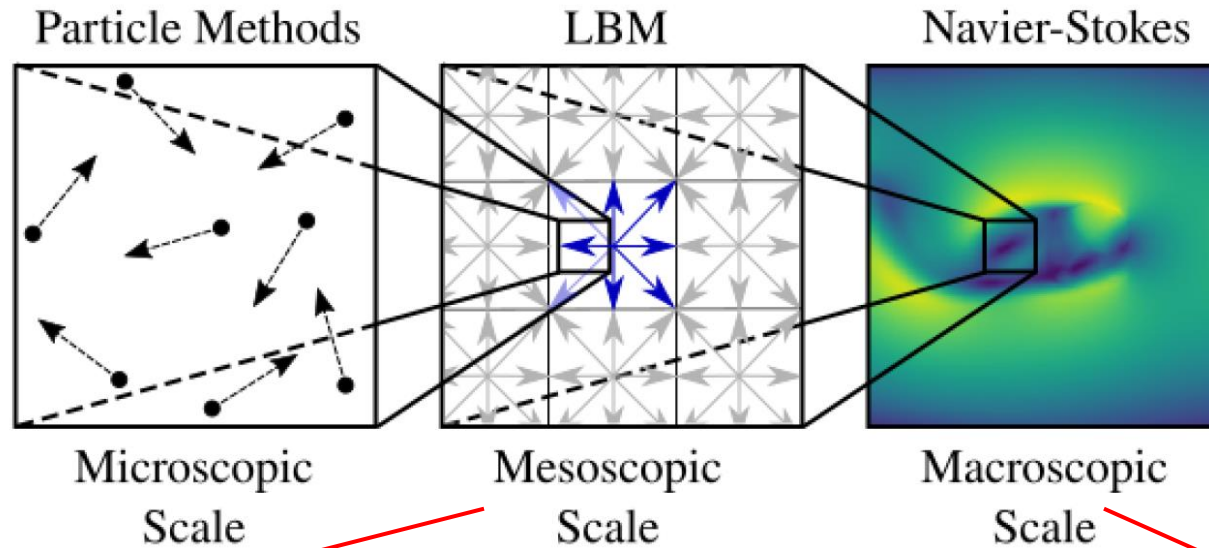 Particle Methods
LBM
Navier-Stokes
Microscopic
Scale
Mesoscopic
Scale
Macroscopic
Scale